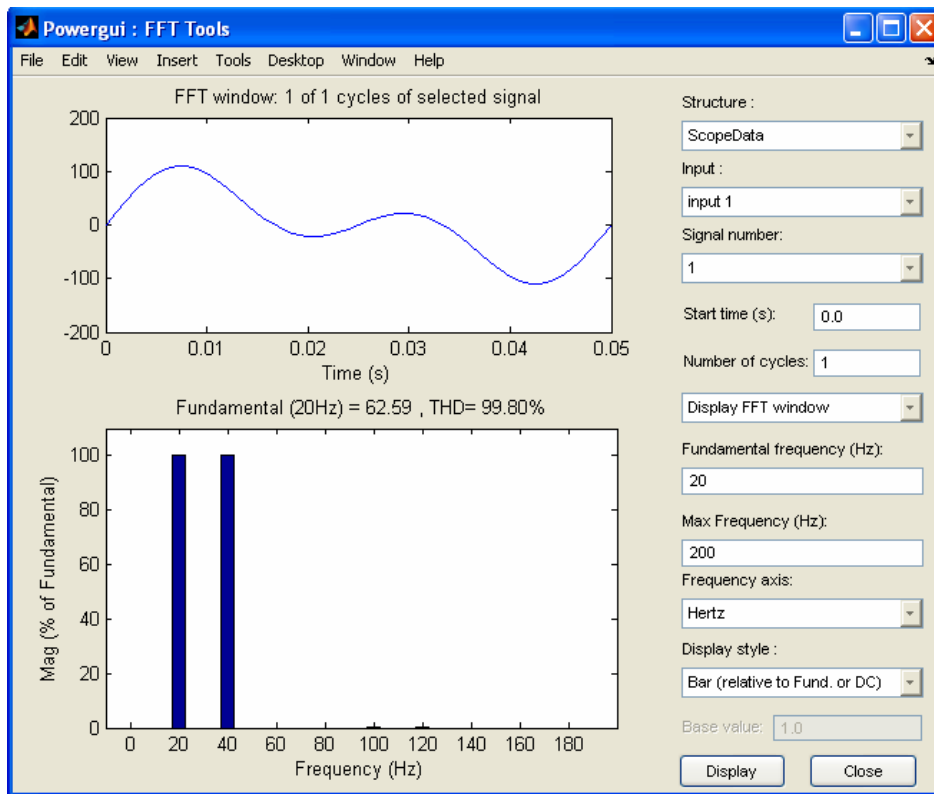 Powergui : FFT Tools
File Edit View Insert Tools Desktop Window Help
FFT window: 1 of 1 cycles of selected signal
200
100
0
-100
-200
0 0.01 0.02 0.03 0.04 0.05
Time (s)
Fundamental (20Hz) = 62.59 , THD= 99.80%
Mag (% of Fundamental)
100
80
60
40
20
0
0 20 40 60 80 100 120 140 160 180
Frequency (Hz)
Structure :
ScopeData
Input :
input 1
Signal number:
1
Start time (s): 0.0
Number of cycles: 1
Display FFT window
Fundamental frequency (Hz):
20
Max Frequency (Hz):
200
Frequency axis:
Hertz
Display style :
Bar (relative to Fund. or DC)
Base value: 1.0
Display Close